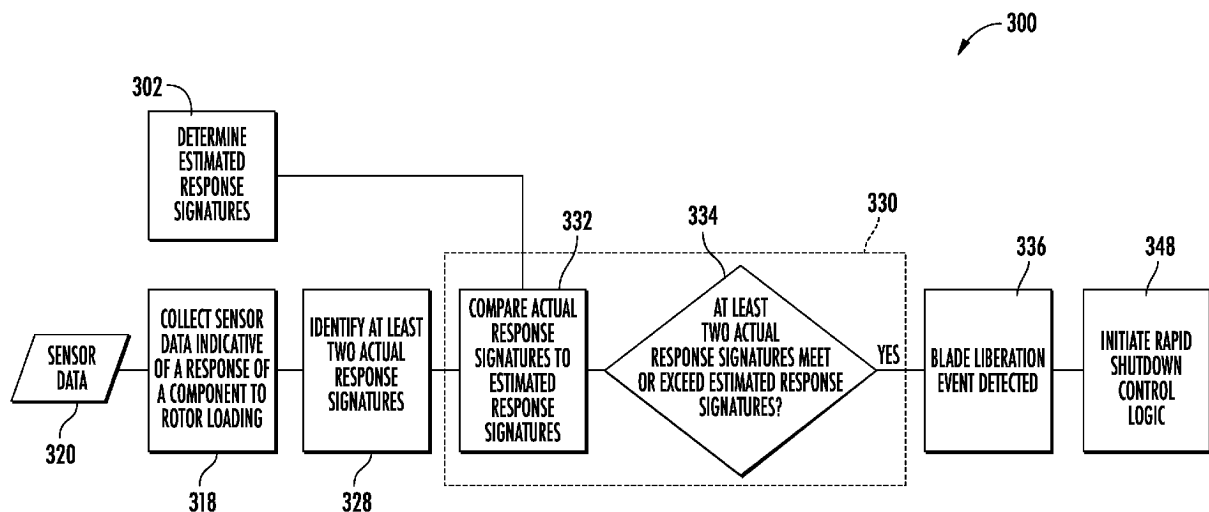 300
302
DETERMINE
ESTIMATED
RESPONSE
SIGNATURES
332
334
330
336
348
SENSOR
DATA
320
COLLECT SENSOR
DATA INDICATIVE
OF A RESPONSE OF
A COMPONENT TO
ROTOR LOADING
318
IDENTIFY AT LEAST
TWO ACTUAL
RESPONSE
SIGNATURES
328
COMPARE ACTUAL
RESPONSE
SIGNATURES TO
ESTIMATED
RESPONSE
SIGNATURES
AT LEAST
TWO ACTUAL
RESPONSE SIGNATURES MEET
OR EXCEED ESTIMATED RESPONSE
SIGNATURES?
YES
BLADE LIBERATION
EVENT DETECTED
INITIATE RAPID
SHUTDOWN
CONTROL
LOGIC